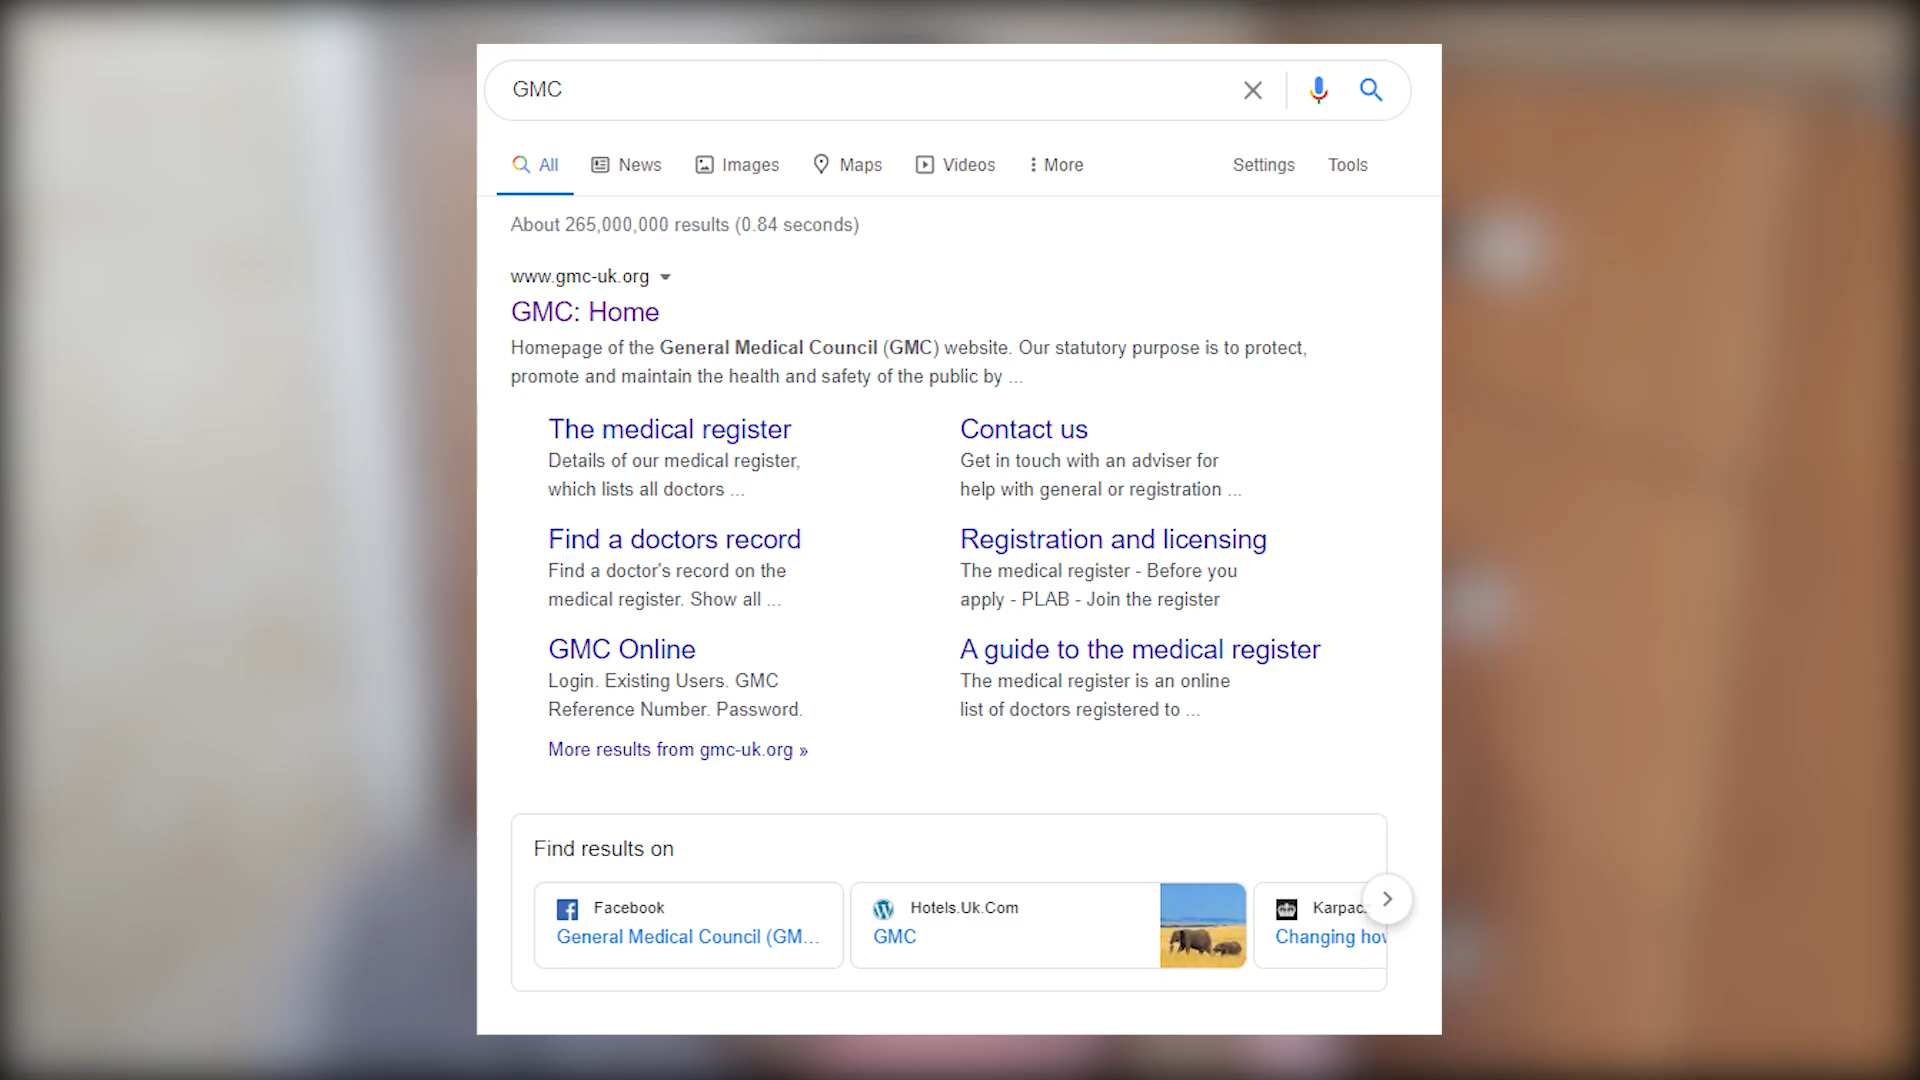 GMC
All News Images Maps Videos More Settings Tools
About 265,000,000 results (0.84 seconds)
www.gmc-uk.org
GMC: Home
Homepage of the General Medical Council (GMC) website. Our statutory purpose is to protect,
promote and maintain the health and safety of the public by ...
The medical register
Details of our medical register,
which lists all doctors ...
Contact us
Get in touch with an adviser for
help with general or registration ...
Find a doctors record
Find a doctor's record on the
medical register. Show all ...
Registration and licensing
The medical register - Before you
apply - PLAB - Join the register
GMC Online
Login. Existing Users. GMC
Reference Number. Password.
A guide to the medical register
The medical register is an online
list of doctors registered to ...
More results from gmc-uk.org »
Find results on
Facebook
General Medical Council (GM...
Hotels.Uk.Com
GMC
Karpac
Changing how